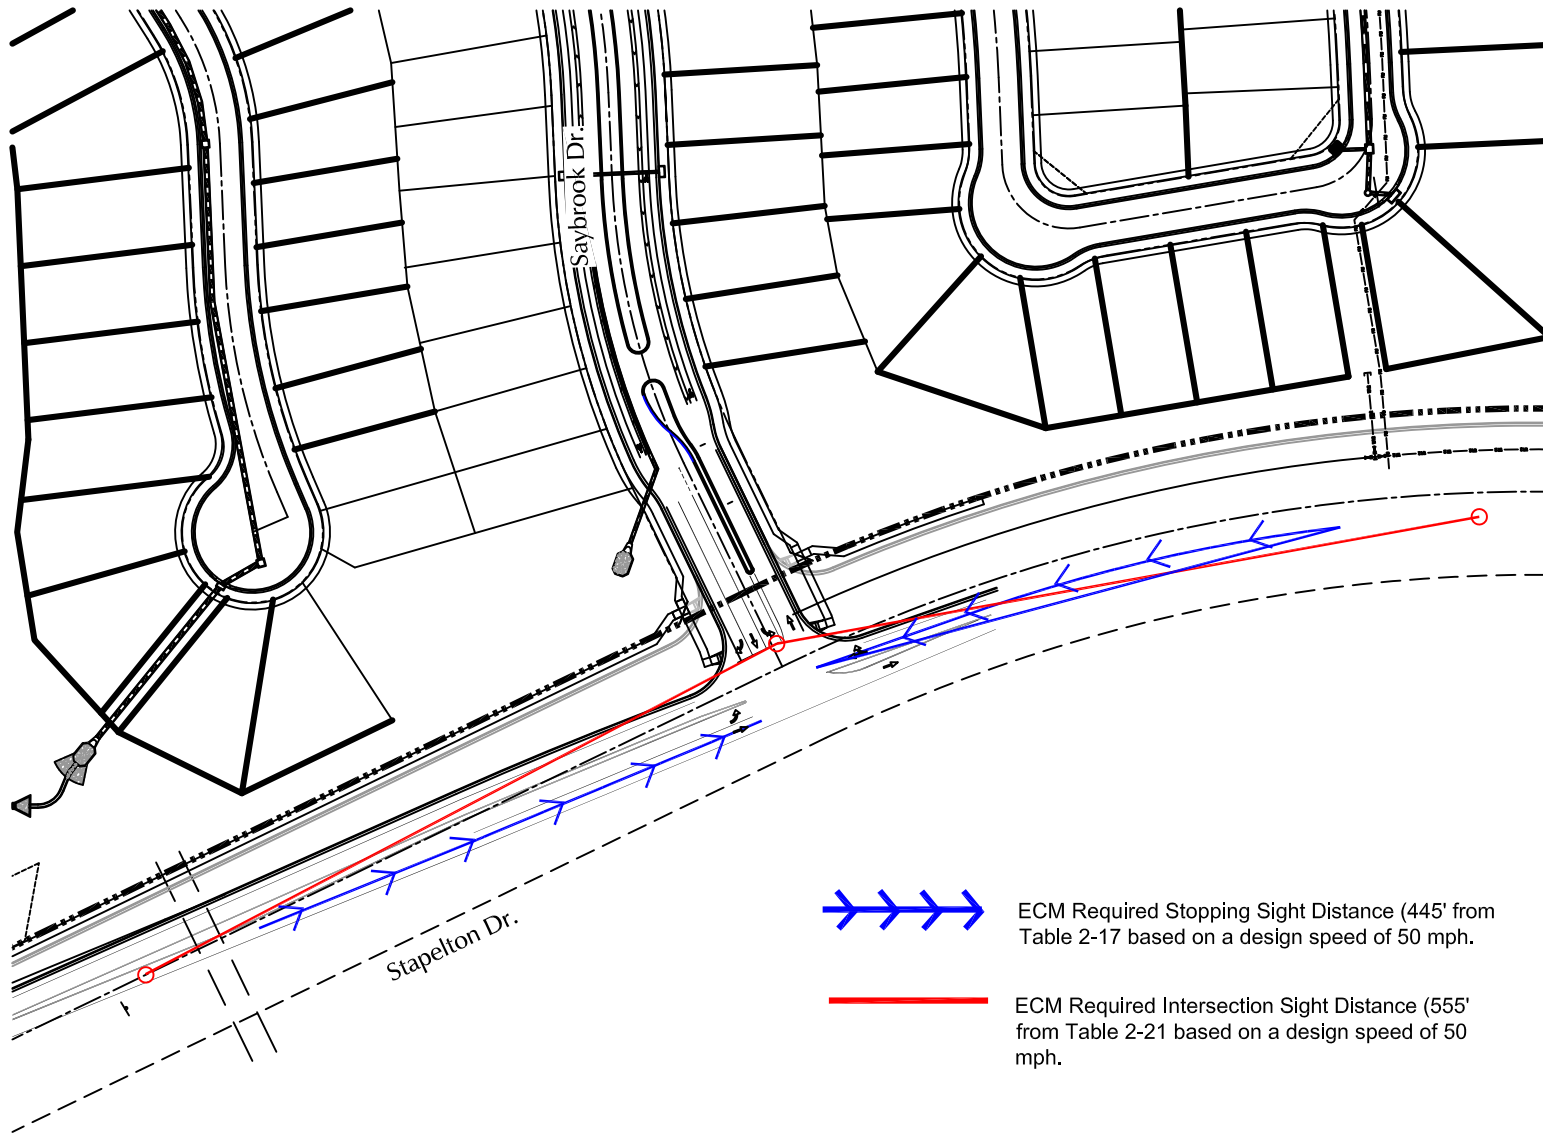 Saybrook Dr.
Stapelton Dr.
ECM Required Stopping Sight Distance (445' from
Table 2-17 based on a design speed of 50 mph.
ECM Required Intersection Sight Distance (555'
from Table 2-21 based on a design speed of 50
mph.